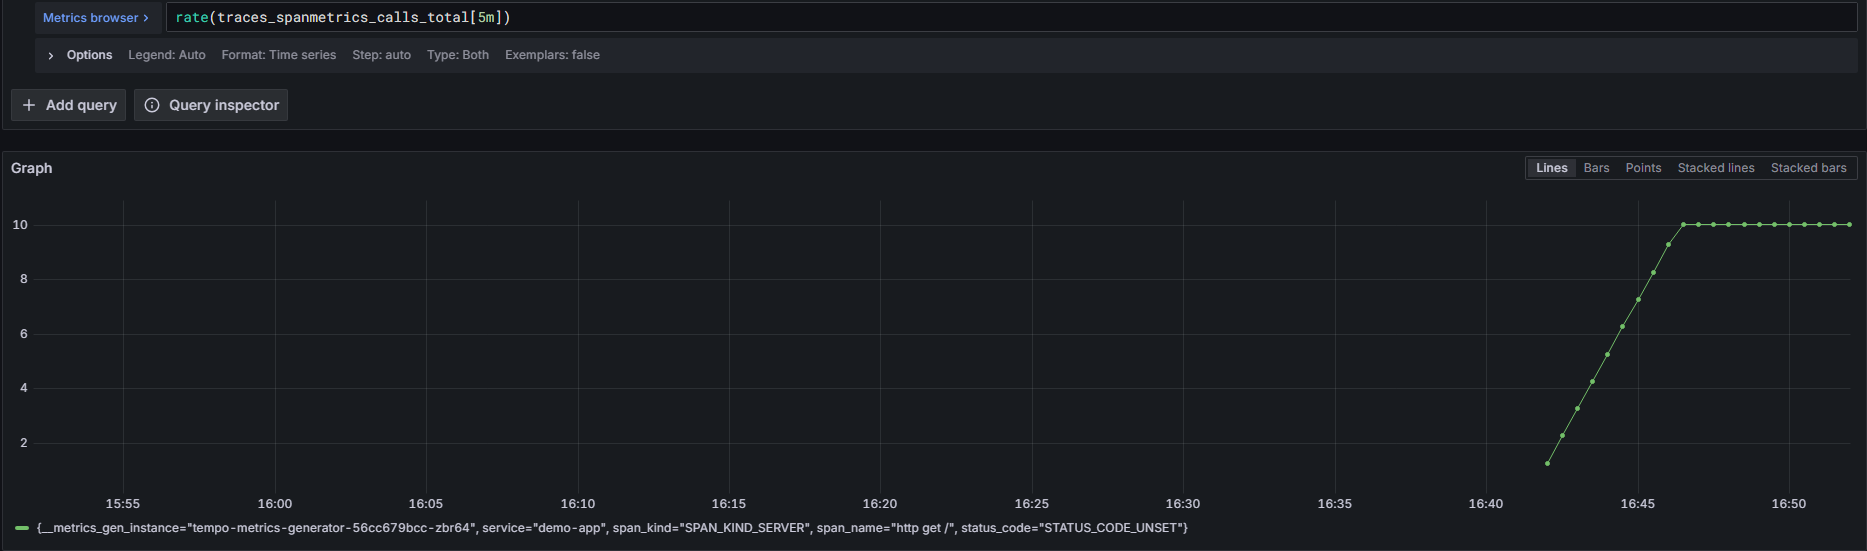 Metrics browser > rate(traces_spanmetrics_calls_total[5m])
> Options Legend: Auto Format: Time series Step: auto Type: Both Exemplars: false
+ Add query Query inspector
Graph Lines Bars Points Stacked lines Stacked bars
10
8
6
4
2
15:55 16:00 16:05 16:10 16:15 16:20 16:25 16:30 16:35 16:40 16:45 16:50
{__metrics_gen_instance="tempo-metrics-generator-56cc679bcc-zbr64", service="demo-app", span_kind="SPAN_KIND_SERVER", span_name="http get /", status_code="STATUS_CODE_UNSET"}